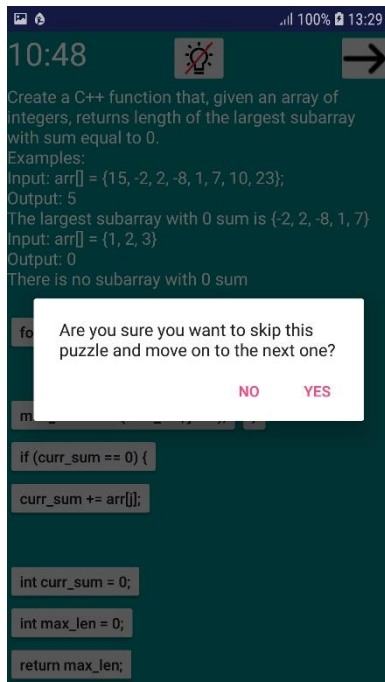 100% 13:29
10:48
Create a C++ function that, given an array of
integers, returns length of the largest subarray
with sum equal to 0.
Examples:
Input: arr[] = {15, -2, 2, -8, 1, 7, 10, 23};
Output: 5
The largest subarray with 0 sum is {-2, 2, -8, 1, 7}
Input: arr[] = {1, 2, 3}
Output: 0
There is no subarray with 0 sum
fo
Are you sure you want to skip this
puzzle and move on to the next one?
NO YES
if (curr_sum == 0) {
curr_sum += arr[j];
int curr_sum = 0;
int max_len = 0;
return max_len;